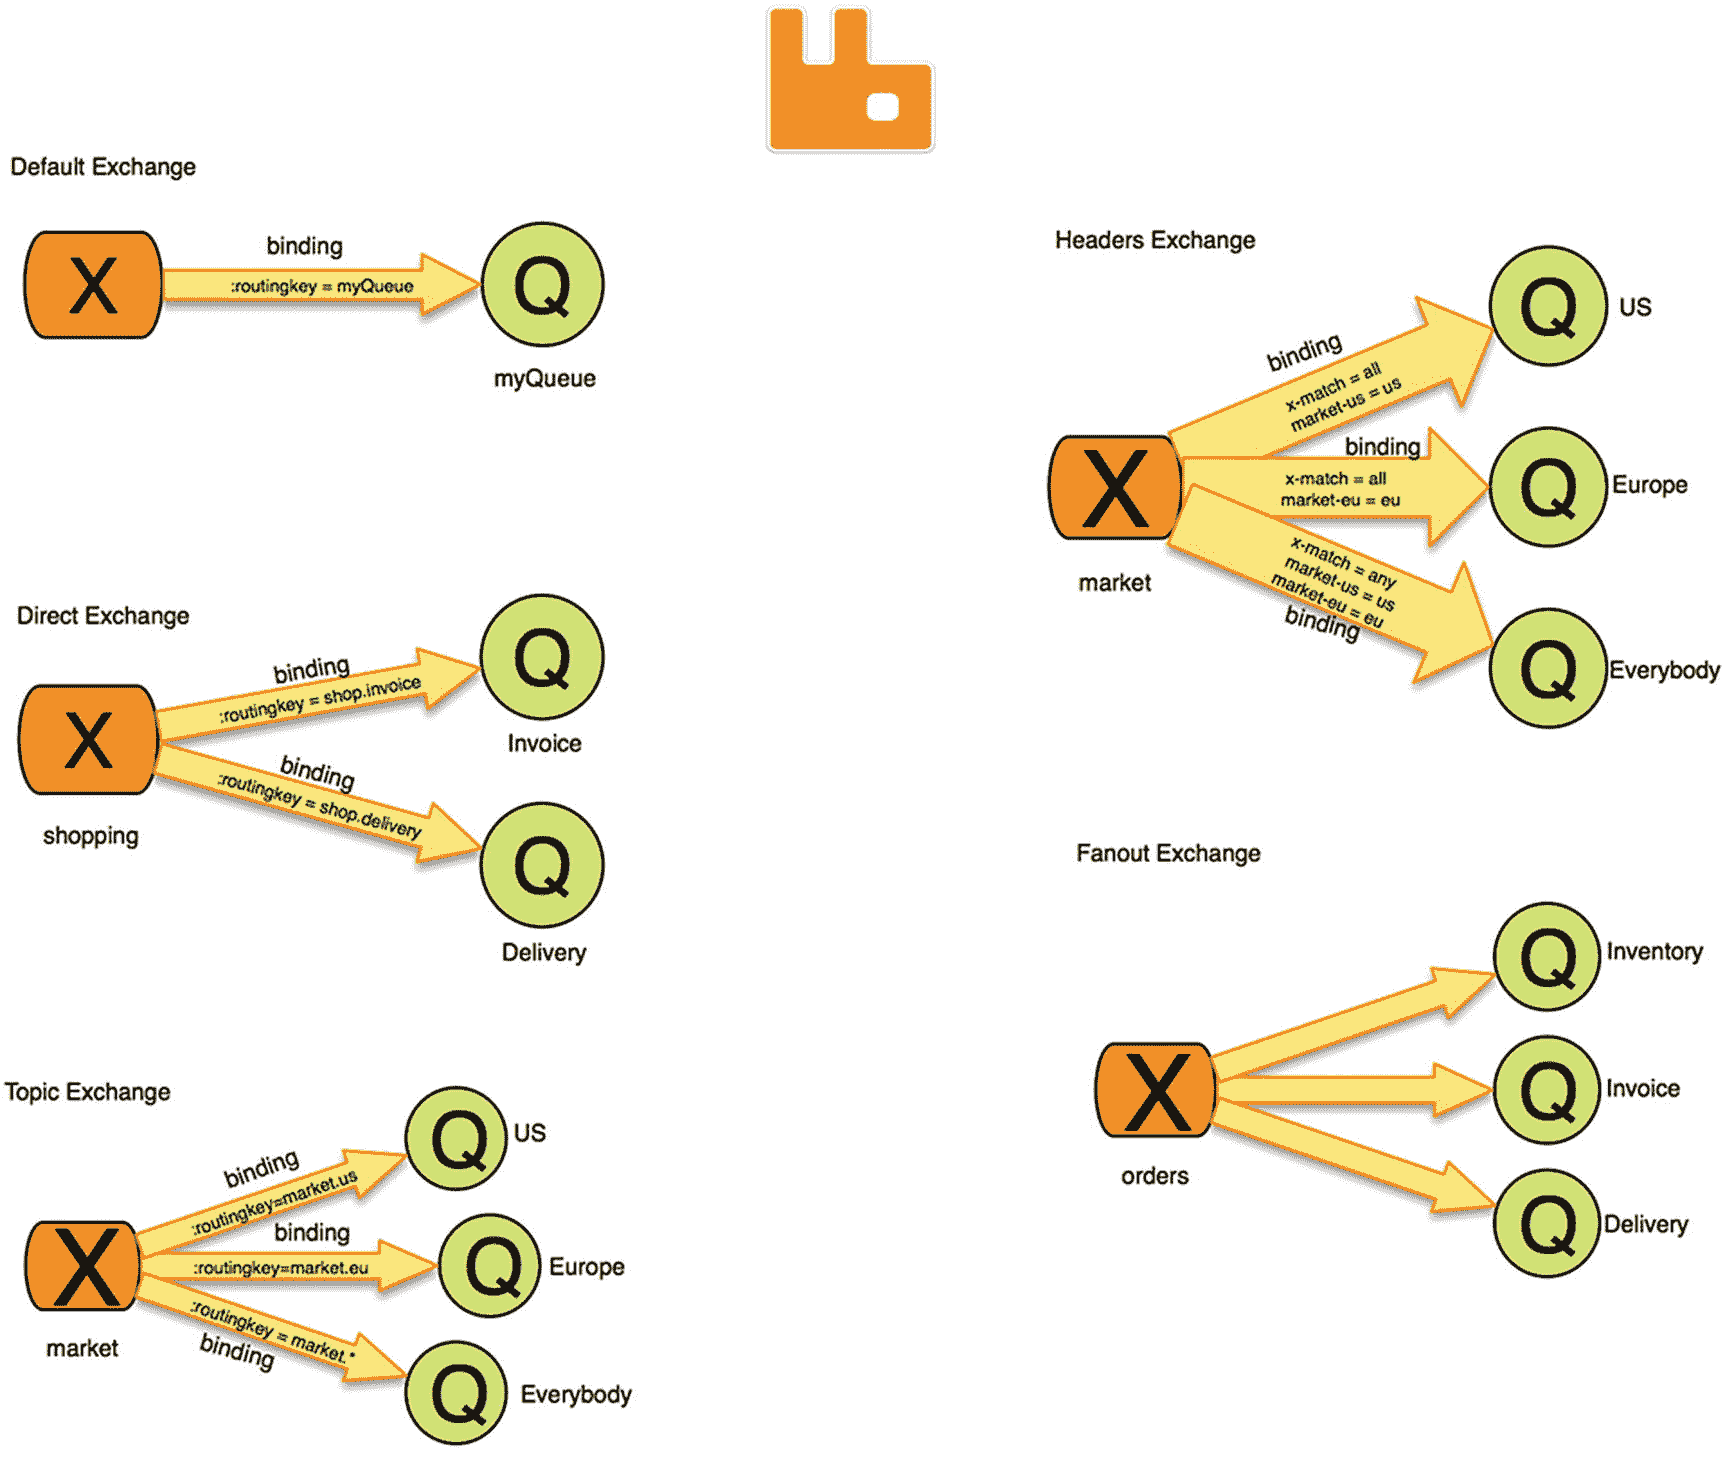 Default Exchange
X
binding
:routingkey = myQueue
Q
myQueue
Direct Exchange
X
shopping
binding
:routingkey = shop.invoice
Q
Invoice
binding
:routingkey = shop.delivery
Q
Delivery
Topic Exchange
X
market
binding
:routingkey=market.us
Q
US
binding
:routingkey=market.eu
Q
Europe
:routingkey = market.*
binding
Q
Everybody
Headers Exchange
X
market
binding
x-match = all
market-us = us
Q
US
binding
x-match = all
market-eu = eu
Q
Europe
x-match = any
market-us = us
market-eu = eu
binding
Q
Everybody
Fanout Exchange
X
orders
Q
Inventory
Q
Invoice
Q
Delivery